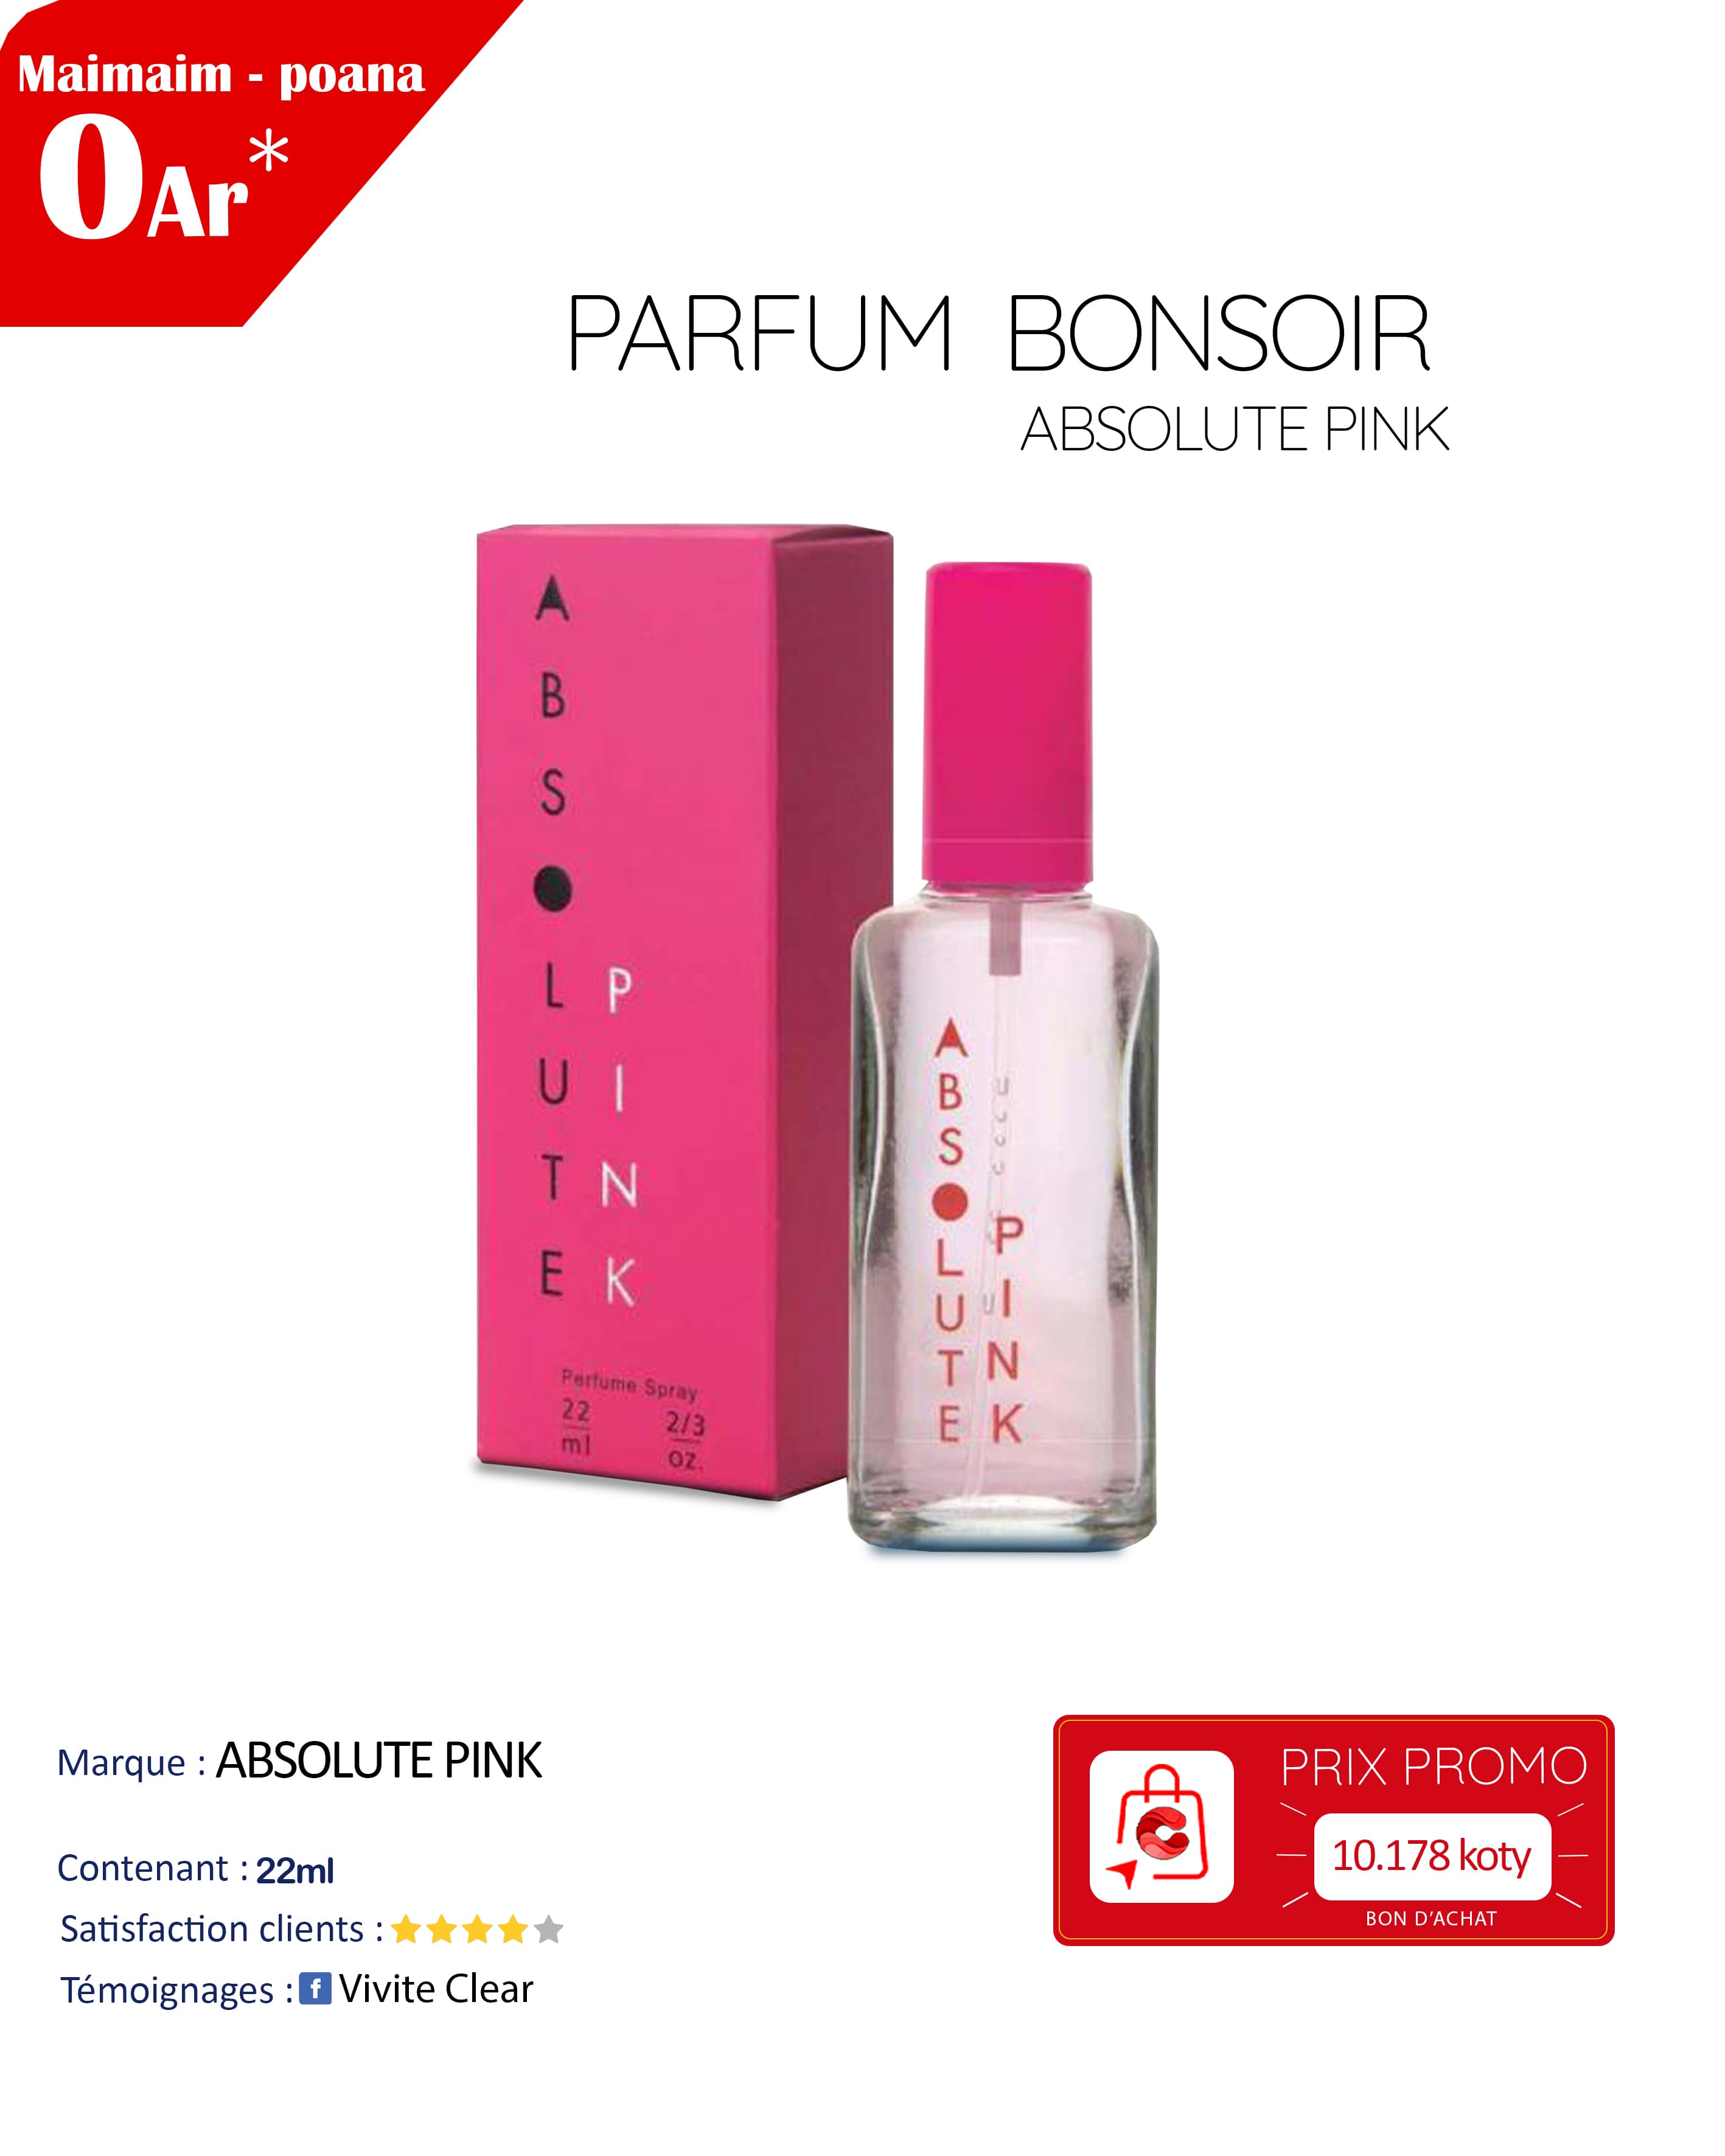 Maimaim - poana
0Ar*
PARFUM BONSOIR
ABSOLUTE PINK
ABSOLUTE
PINK
Perfume Spray
22 ml
2/3 oz.
ABSOLUTE
PINK
Marque : ABSOLUTE PINK
Contenant : 22ml
Satisfaction clients :
Témoignages : f Vivite Clear
PRIX PROMO
10.178 koty
BON D'ACHAT